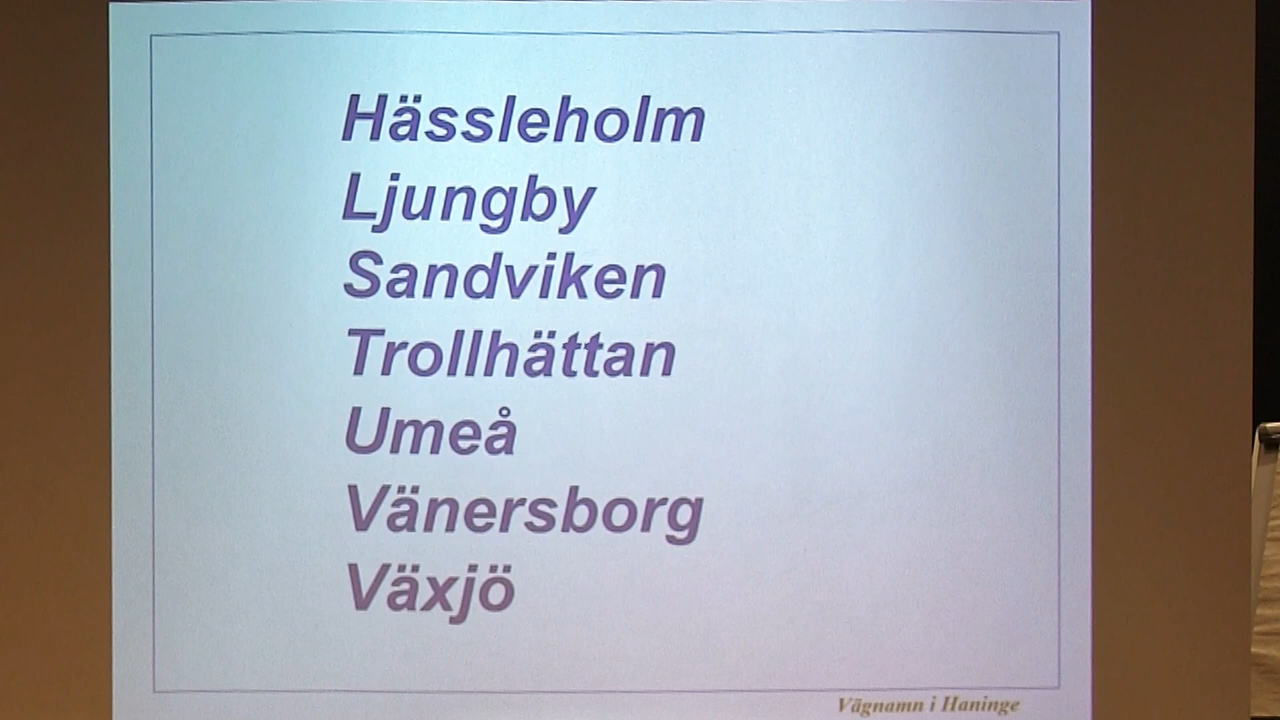 Hässleholm
Ljungby
Sandviken
Trollhättan
Umeå
Vänersborg
Växjö
Vägnamn i Haninge